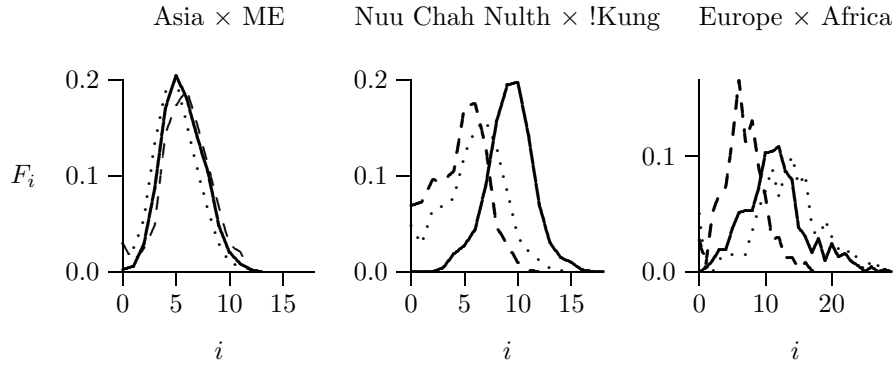 Asia × ME Nuu Chah Nulth × !Kung Europe × Africa
0.2 0.2
0.1
F_i 0.1 0.1
0.0 0.0 0.0
0 5 10 15 0 5 10 15 0 10 20
i i i